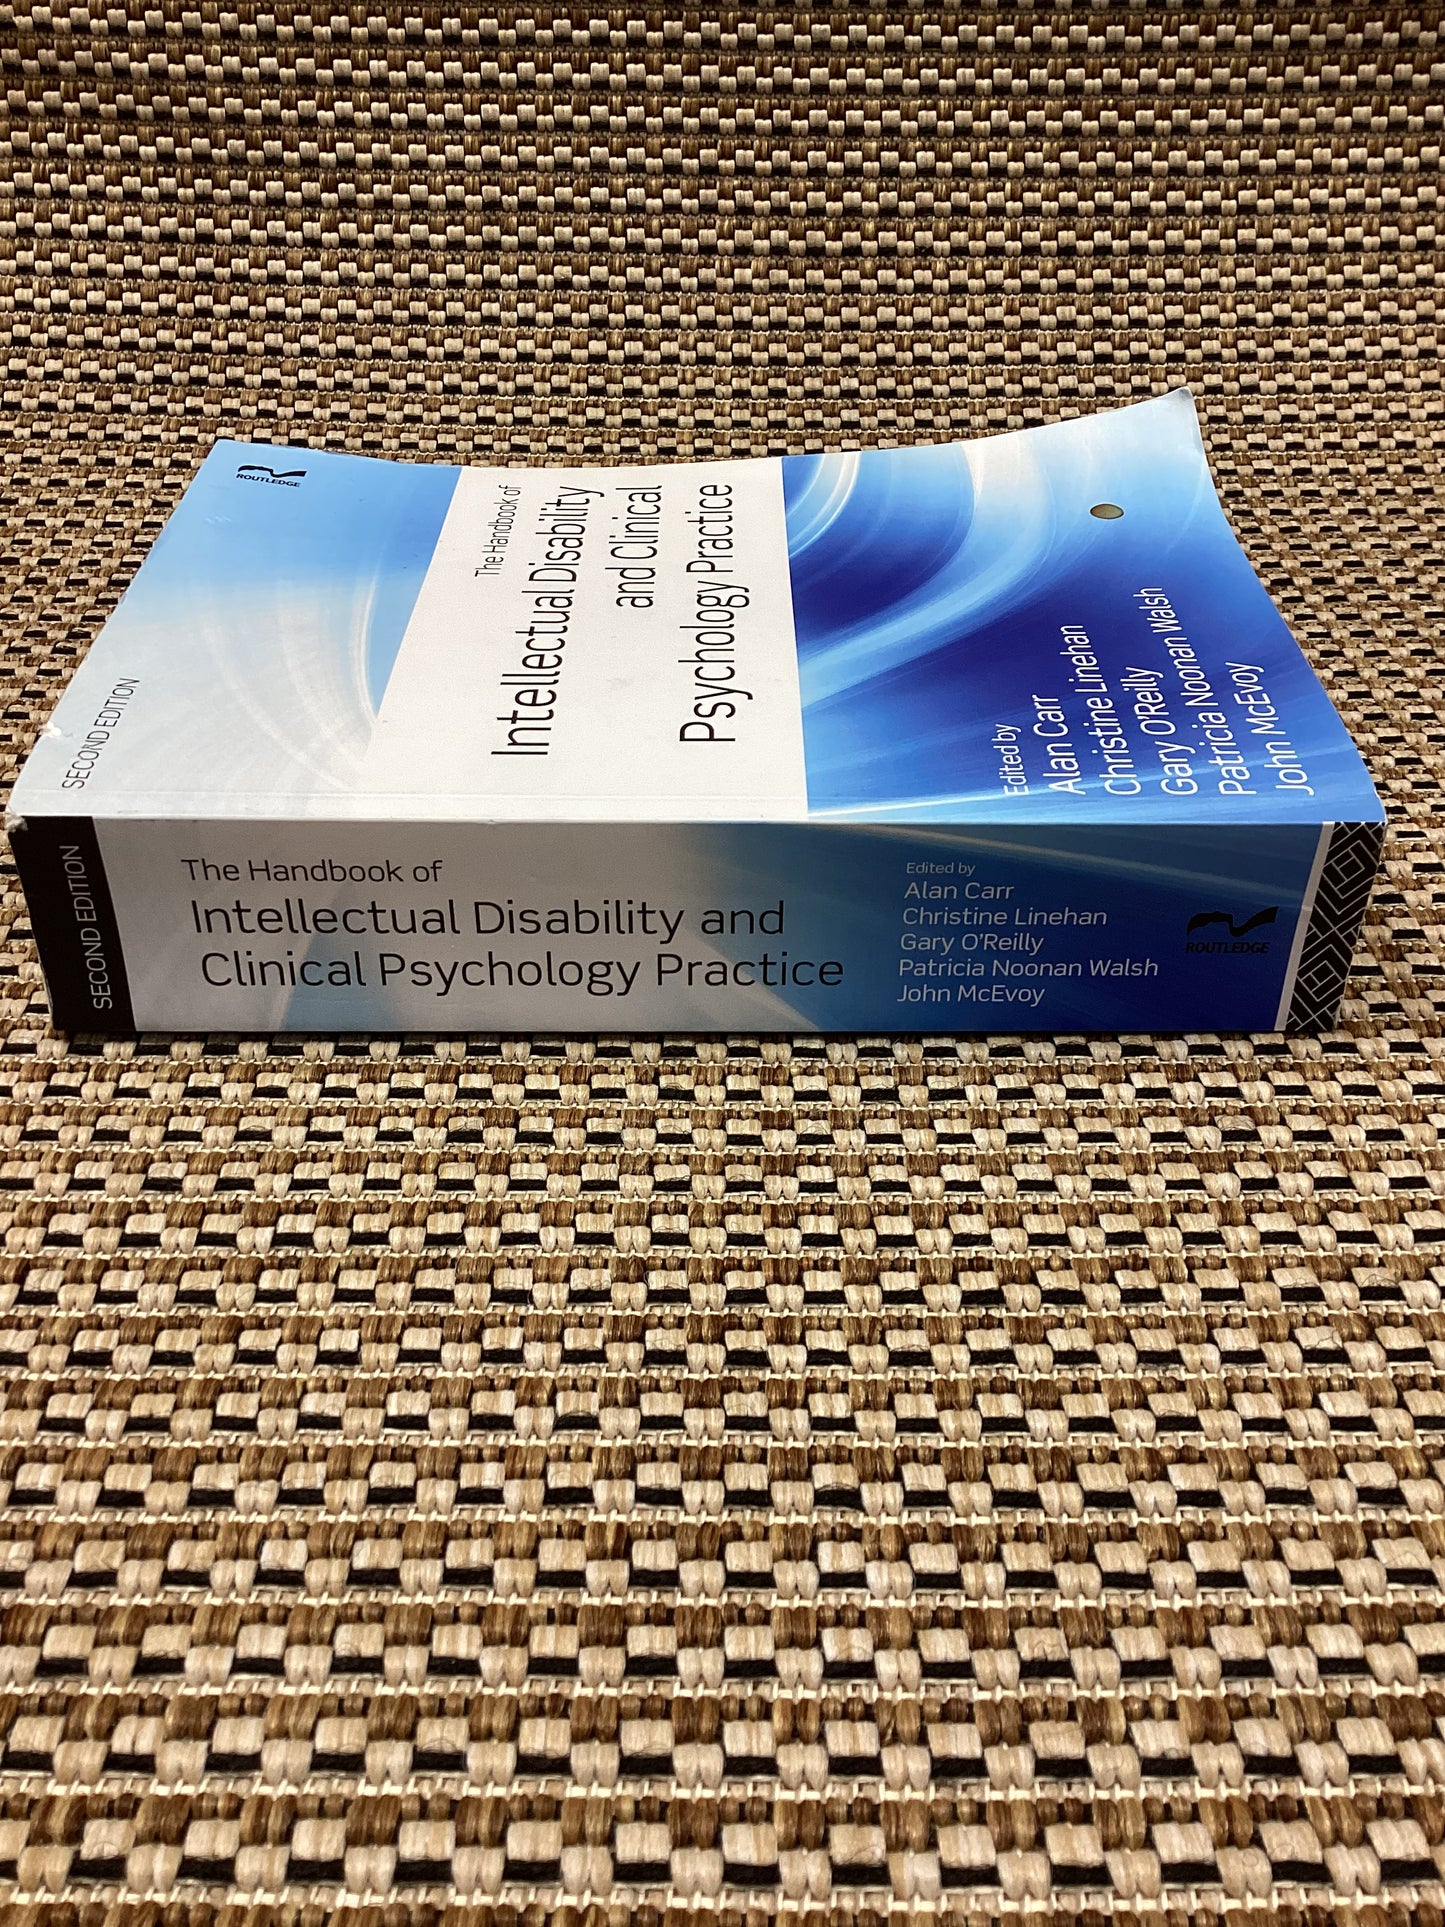 ROUTLEDGE
SECOND EDITION
The Handbook of
Intellectual Disability
and Clinical
Psychology Practice
Edited by
Alan Carr
Christine Linehan
Gary O'Reilly
Patricia Noonan Walsh
John McEvoy
SECOND EDITION
The Handbook of
Intellectual Disability and
Clinical Psychology Practice
Edited by
Alan Carr
Christine Linehan
Gary O'Reilly
Patricia Noonan Walsh
John McEvoy
ROUTLEDGE